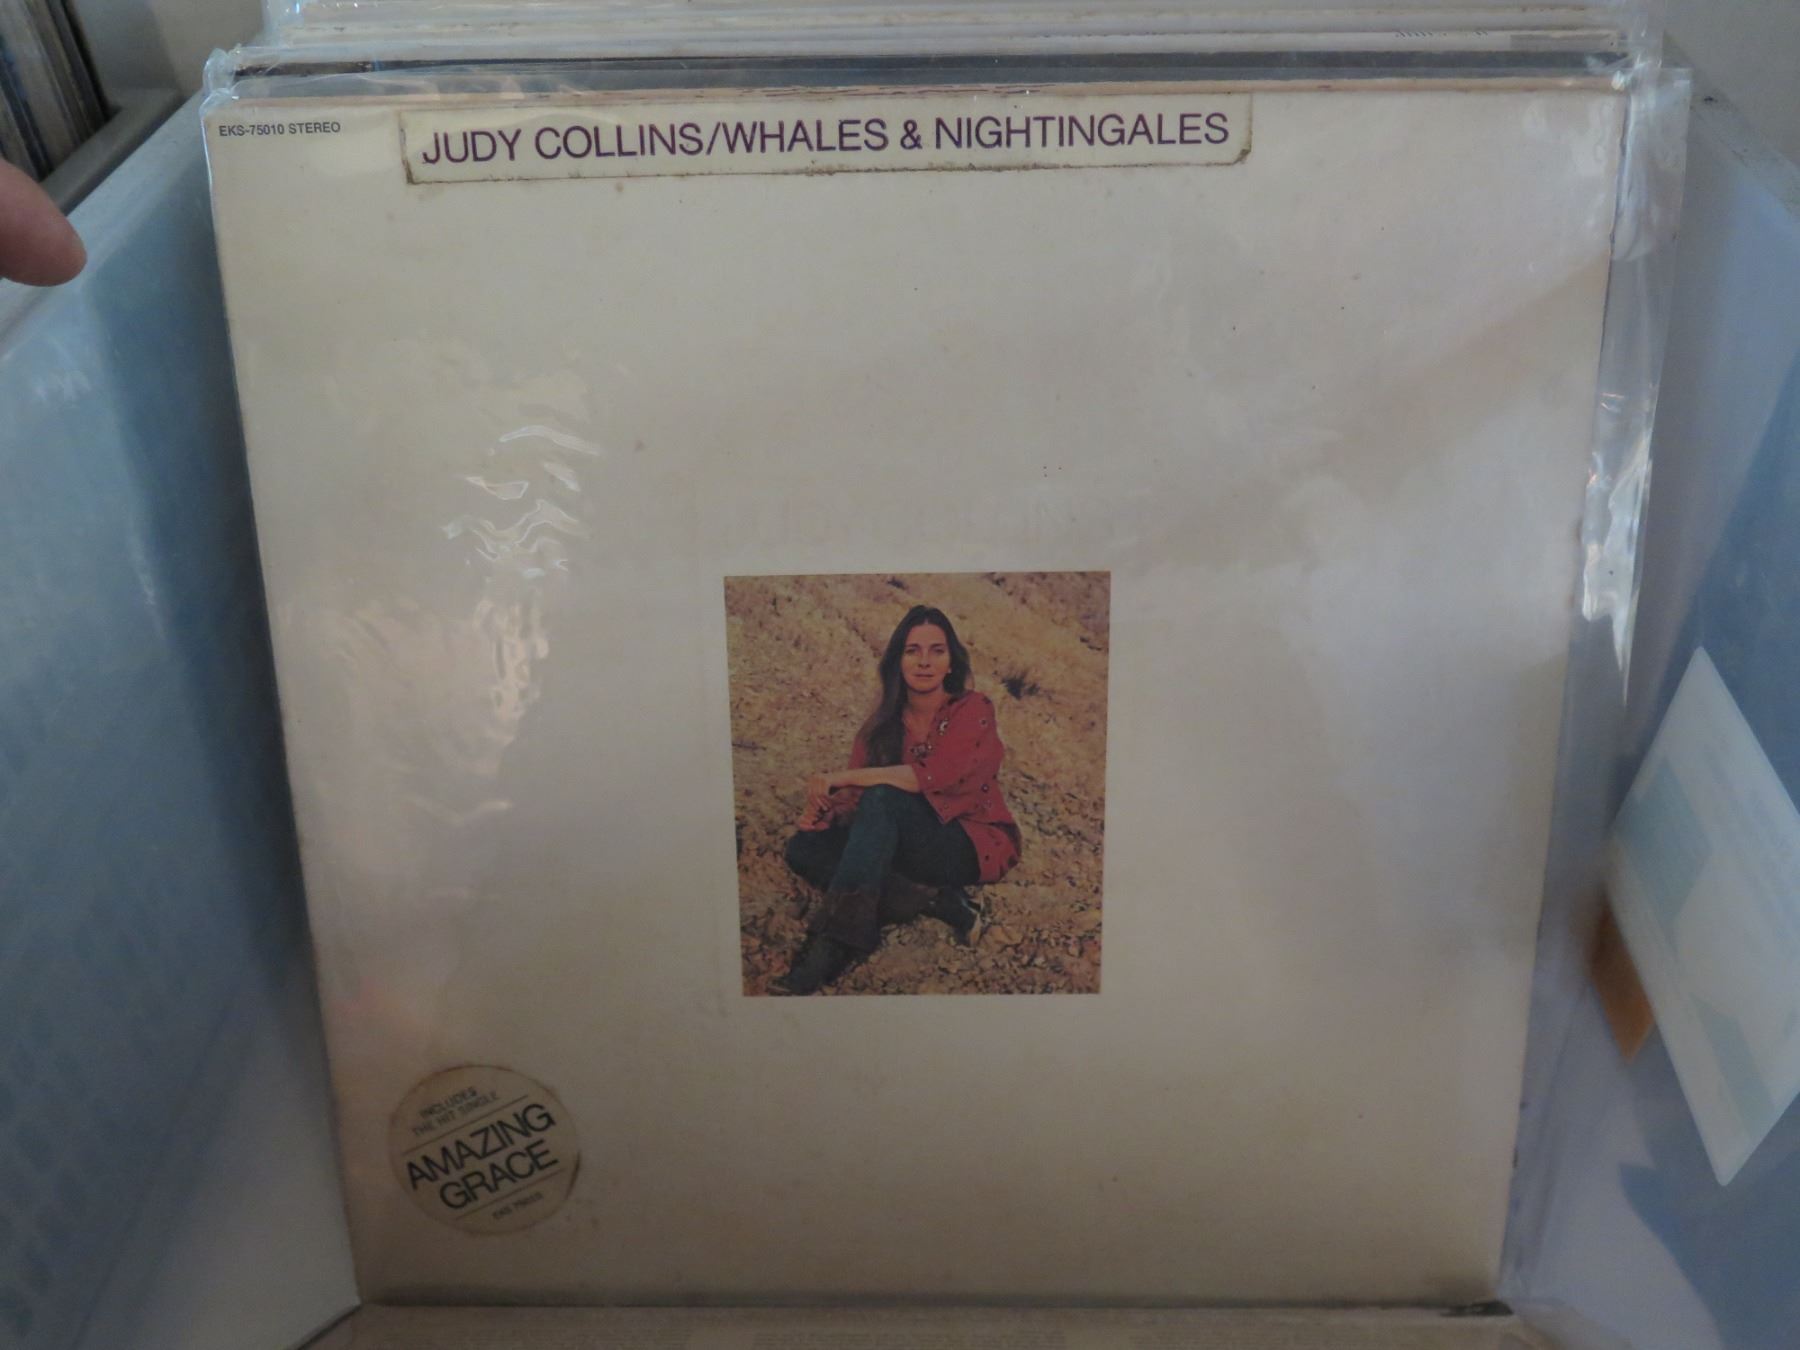 EKS-75010 STEREO
JUDY COLLINS/WHALES & NIGHTINGALES
INCLUDES
THE HIT SINGLE
AMAZING
GRACE